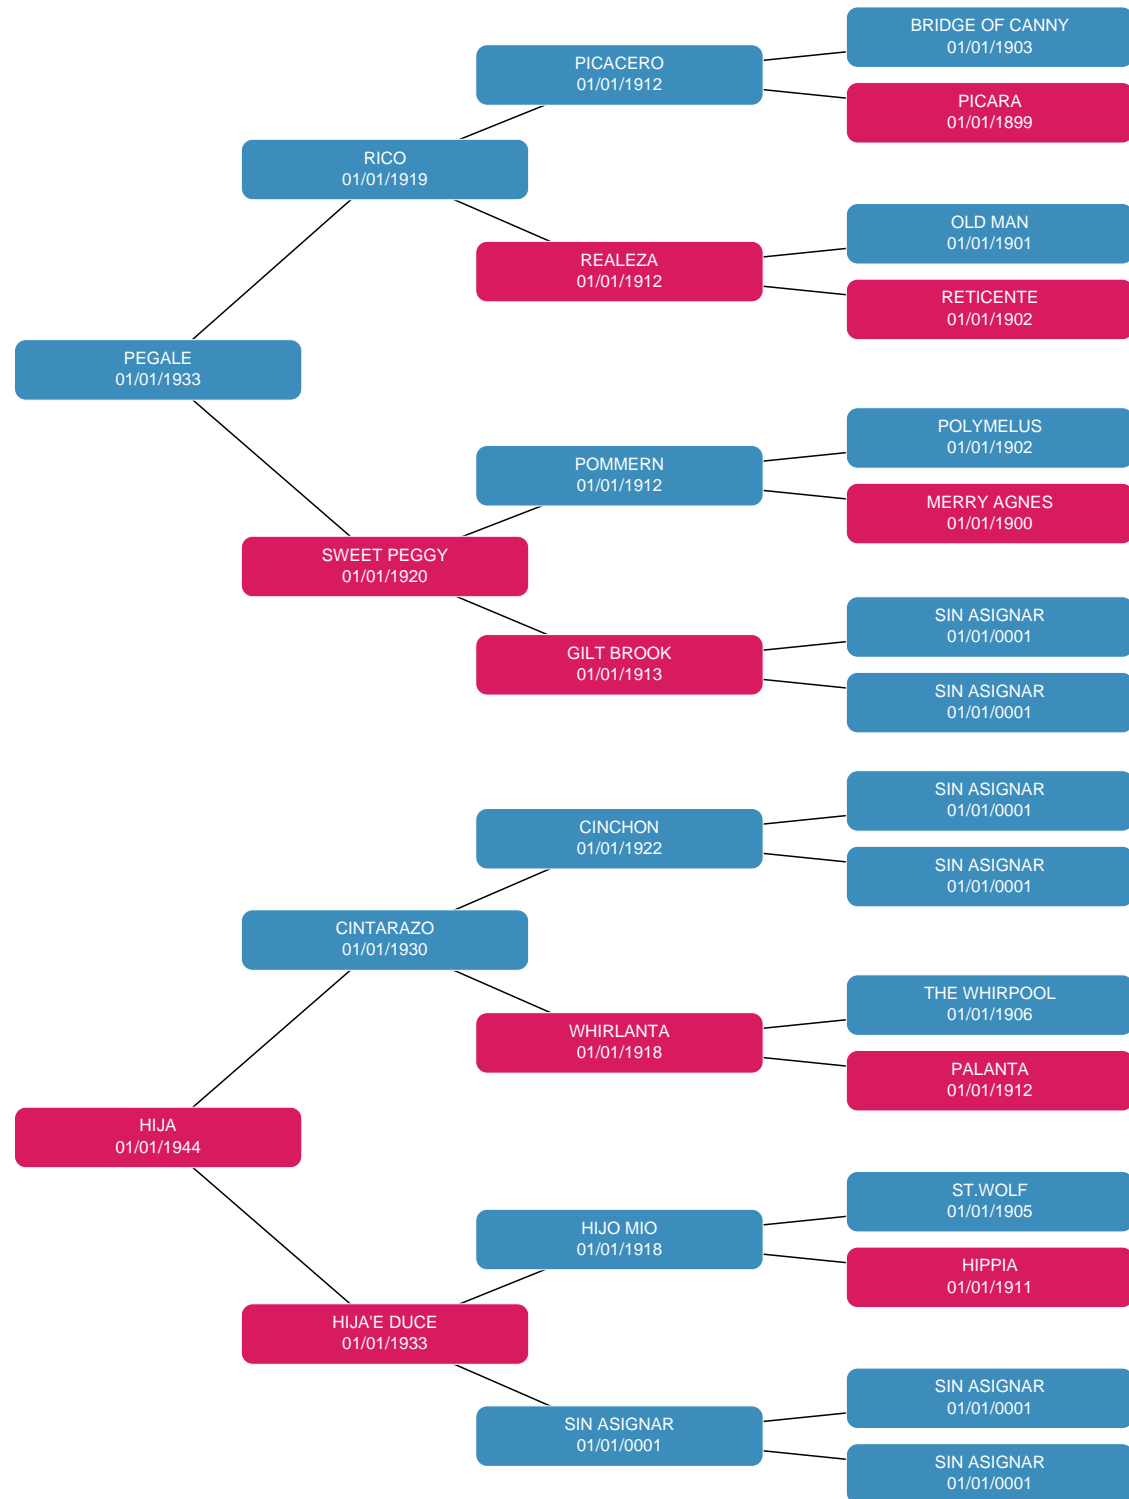 BRIDGE OF CANNY
01/01/1903
PICACERO
01/01/1912
PICARA
01/01/1899
RICO
01/01/1919
OLD MAN
01/01/1901
REALEZA
01/01/1912
RETICENTE
01/01/1902
PEGALE
01/01/1933
POLYMELUS
01/01/1902
POMMERN
01/01/1912
MERRY AGNES
01/01/1900
SWEET PEGGY
01/01/1920
SIN ASIGNAR
01/01/0001
GILT BROOK
01/01/1913
SIN ASIGNAR
01/01/0001
SIN ASIGNAR
01/01/0001
CINCHON
01/01/1922
SIN ASIGNAR
01/01/0001
CINTARAZO
01/01/1930
THE WHIRPOOL
01/01/1906
WHIRLANTA
01/01/1918
PALANTA
01/01/1912
HIJA
01/01/1944
ST.WOLF
01/01/1905
HIJO MIO
01/01/1918
HIPPIA
01/01/1911
HIJA'E DUCE
01/01/1933
SIN ASIGNAR
01/01/0001
SIN ASIGNAR
01/01/0001
SIN ASIGNAR
01/01/0001